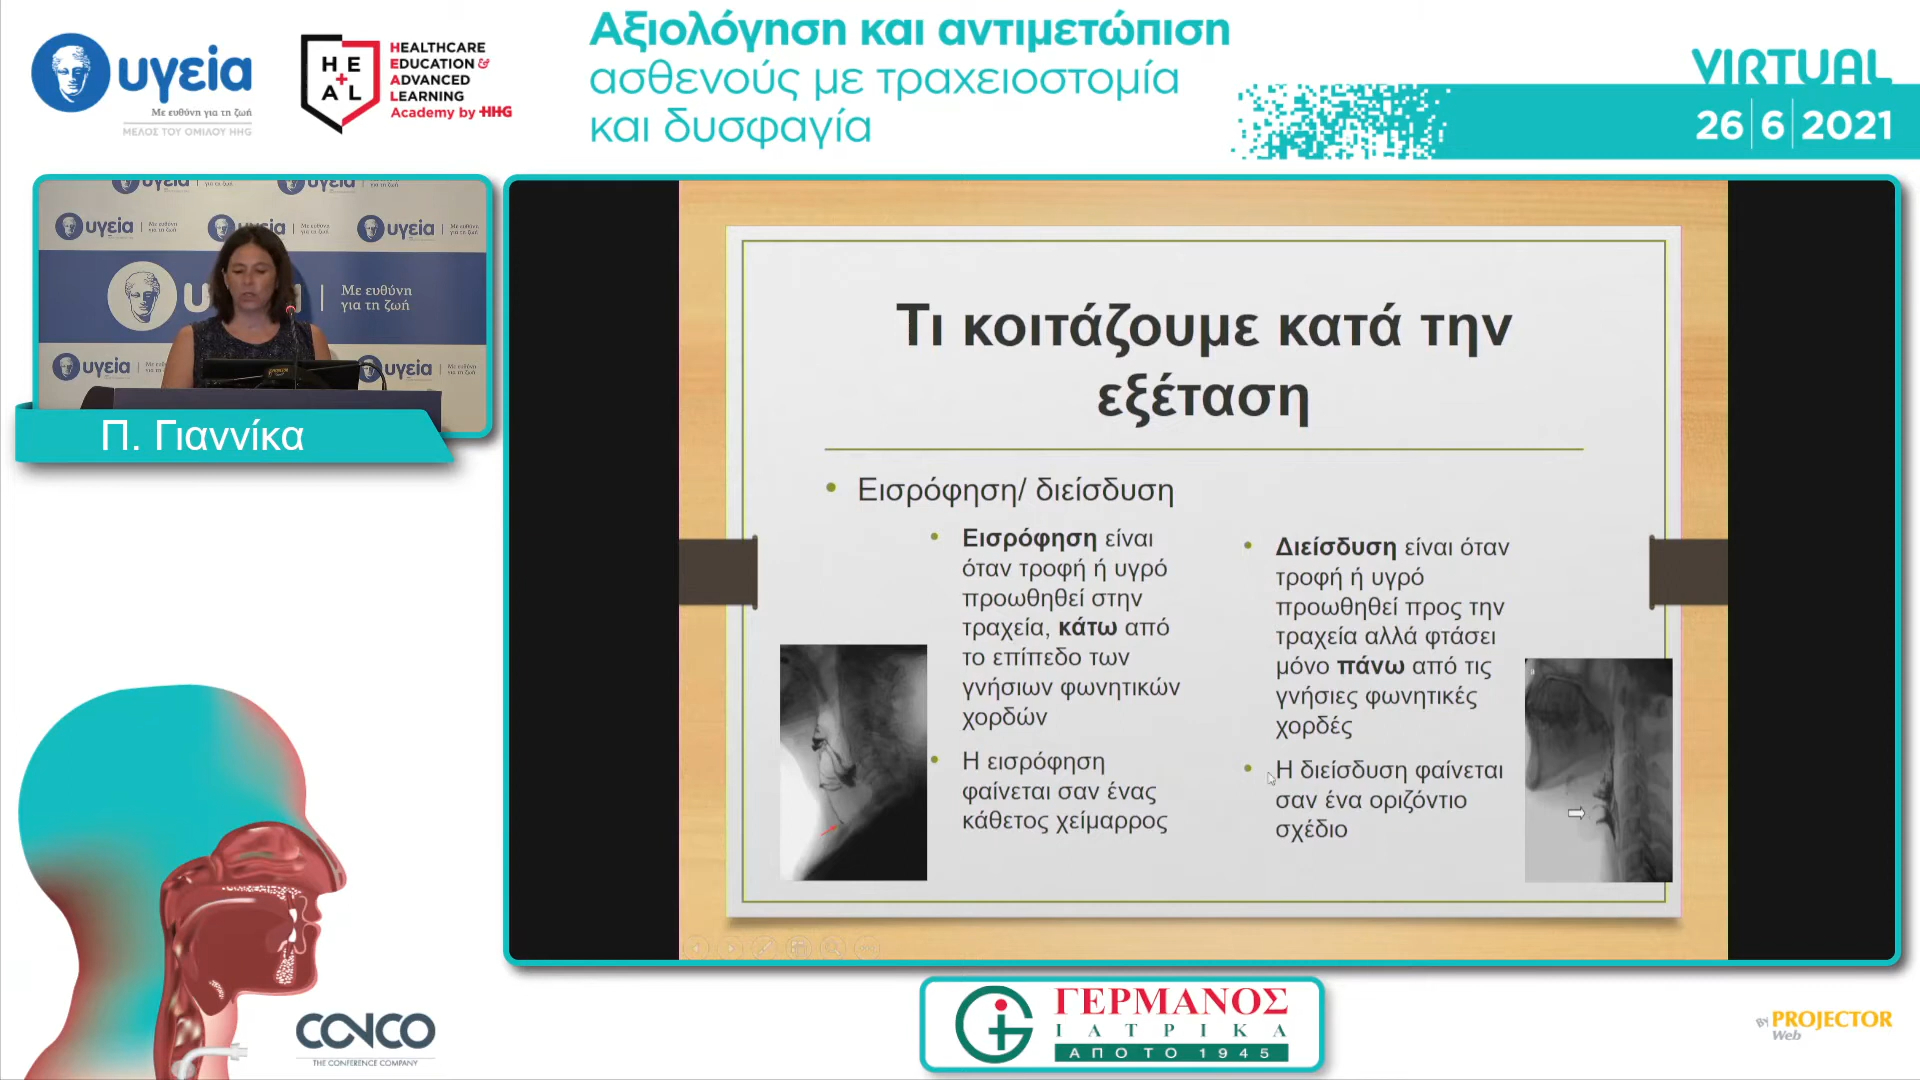 υγεία
Με ευθύνη για τη ζωή
ΜΕΛΟΣ ΤΟΥ ΟΜΙΛΟΥ HHG
HE
AL
HEALTHCARE
EDUCATION &
ADVANCED
LEARNING
Academy by HHG
Αξιολόγηση και αντιμετώπιση
ασθενούς με τραχειοστομία
και δυσφαγία
VIRTUAL
26|6|2021
υγεία
υγεία
υγεία
υγεία
υγεία
Με ευθύνη
για τη ζωή
υγεία
υγεία
Π. Γιαννίκα
Τι κοιτάζουμε κατά την
εξέταση
• Εισρόφηση/ διείσδυση
• Εισρόφηση είναι
όταν τροφή ή υγρό
προωθηθεί στην
τραχεία, κάτω από
το επίπεδο των
γνήσιων φωνητικών
χορδών
• Η εισρόφηση
φαίνεται σαν ένας
κάθετος χείμαρρος
• Διείσδυση είναι όταν
τροφή ή υγρό
προωθηθεί προς την
τραχεία αλλά φτάσει
μόνο πάνω από τις
γνήσιες φωνητικές
χορδές
• Η διείσδυση φαίνεται
σαν ένα οριζόντιο
σχέδιο
CONCO
THE CONFERENCE COMPANY
ΓΕΡΜΑΝΟΣ
ΙΑΤΡΙΚΑ
ΑΠΟ ΤΟ 1945
BY PROJECTOR
Web